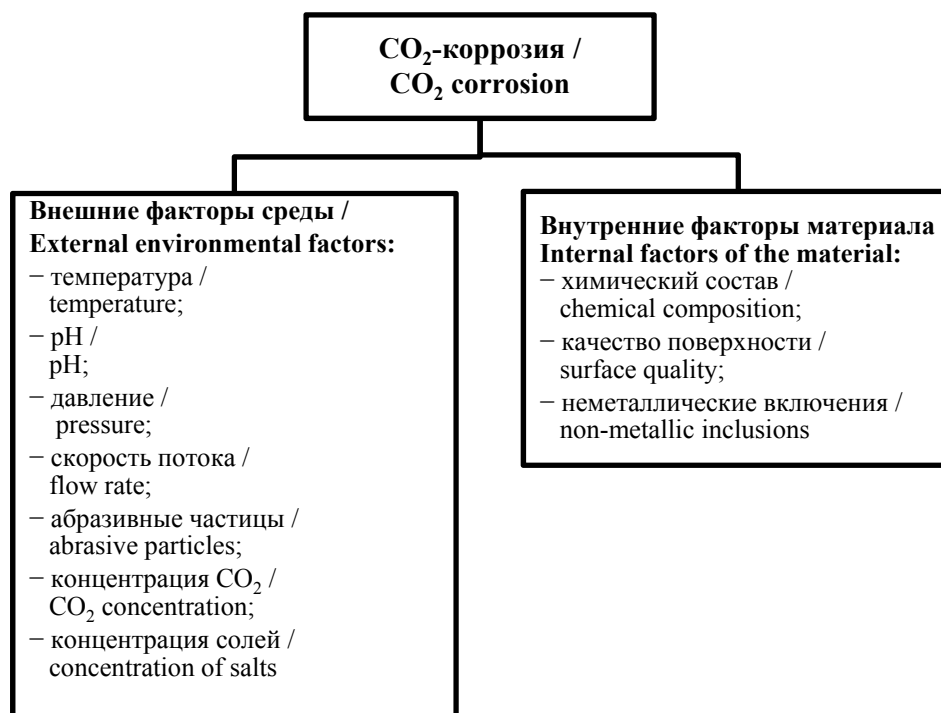 CO₂-коррозия /
CO₂ corrosion
Внешние факторы среды /
External environmental factors:
− температура /
temperature;
− pH /
pH;
− давление /
pressure;
− скорость потока /
flow rate;
− абразивные частицы /
abrasive particles;
− концентрация CO₂ /
CO₂ concentration;
− концентрация солей /
concentration of salts
Внутренние факторы материала
Internal factors of the material:
− химический состав /
chemical composition;
− качество поверхности /
surface quality;
− неметаллические включения /
non-metallic inclusions